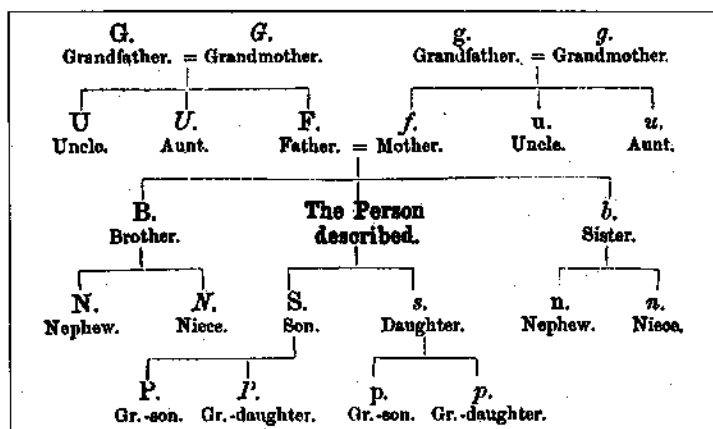 G. G. g. g.
Grandfather. = Grandmother. Grandfather. = Grandmother.
U U. F. f. u. u.
Uncle. Aunt. Father. = Mother. Uncle. Aunt.
B. The Person described. b.
Brother. Sister.
N. N. S. s. n. n.
Nephew. Niece. Son. Daughter. Nephew. Niece.
P. P. p. p.
Gr.-son. Gr.-daughter. Gr.-son. Gr.-daughter.